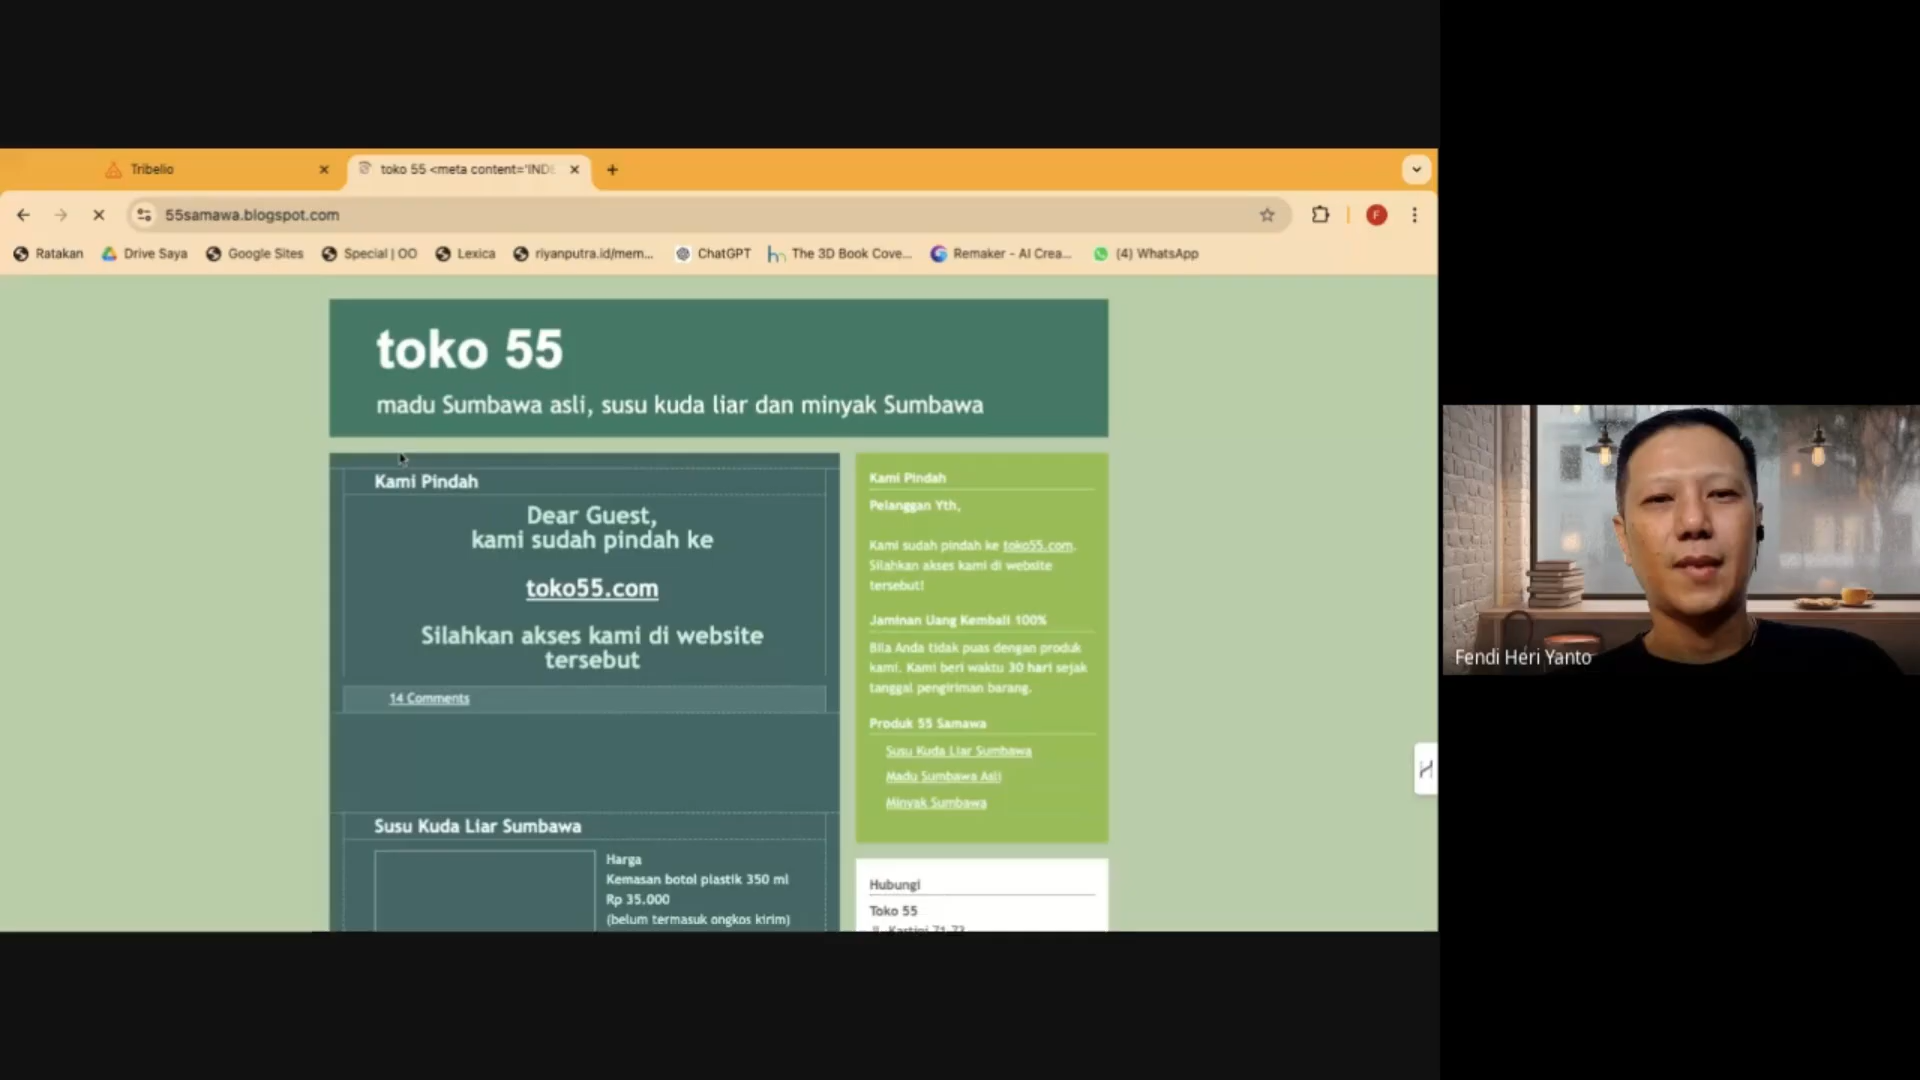 Tribelio
toko 55 <meta content='IND
55samawa.blogspot.com
F
Ratakan
Drive Saya
Google Sites
Special | OO
Lexica
riyanputra.id/mem...
ChatGPT
The 3D Book Cove...
Remaker - AI Crea...
(4) WhatsApp
toko 55
madu Sumbawa asli, susu kuda liar dan minyak Sumbawa
Kami Pindah
Dear Guest,
kami sudah pindah ke
toko55.com
Silahkan akses kami di website
tersebut
14 Comments
Susu Kuda Liar Sumbawa
Harga
Kemasan botol plastik 350 ml
Rp 35.000
(belum termasuk ongkos kirim)
Kami Pindah
Pelanggan Yth,
Kami sudah pindah ke toko55.com.
Silahkan akses kami di website
tersebut!
Jaminan Uang Kembali 100%
Bila Anda tidak puas dengan produk
kami. Kami beri waktu 30 hari sejak
tanggal pengiriman barang.
Produk 55 Samawa
Susu Kuda Liar Sumbawa
Madu Sumbawa Asli
Minyak Sumbawa
Hubungi
Toko 55
Jl. Kartini 71-73
Fendi Heri Yanto